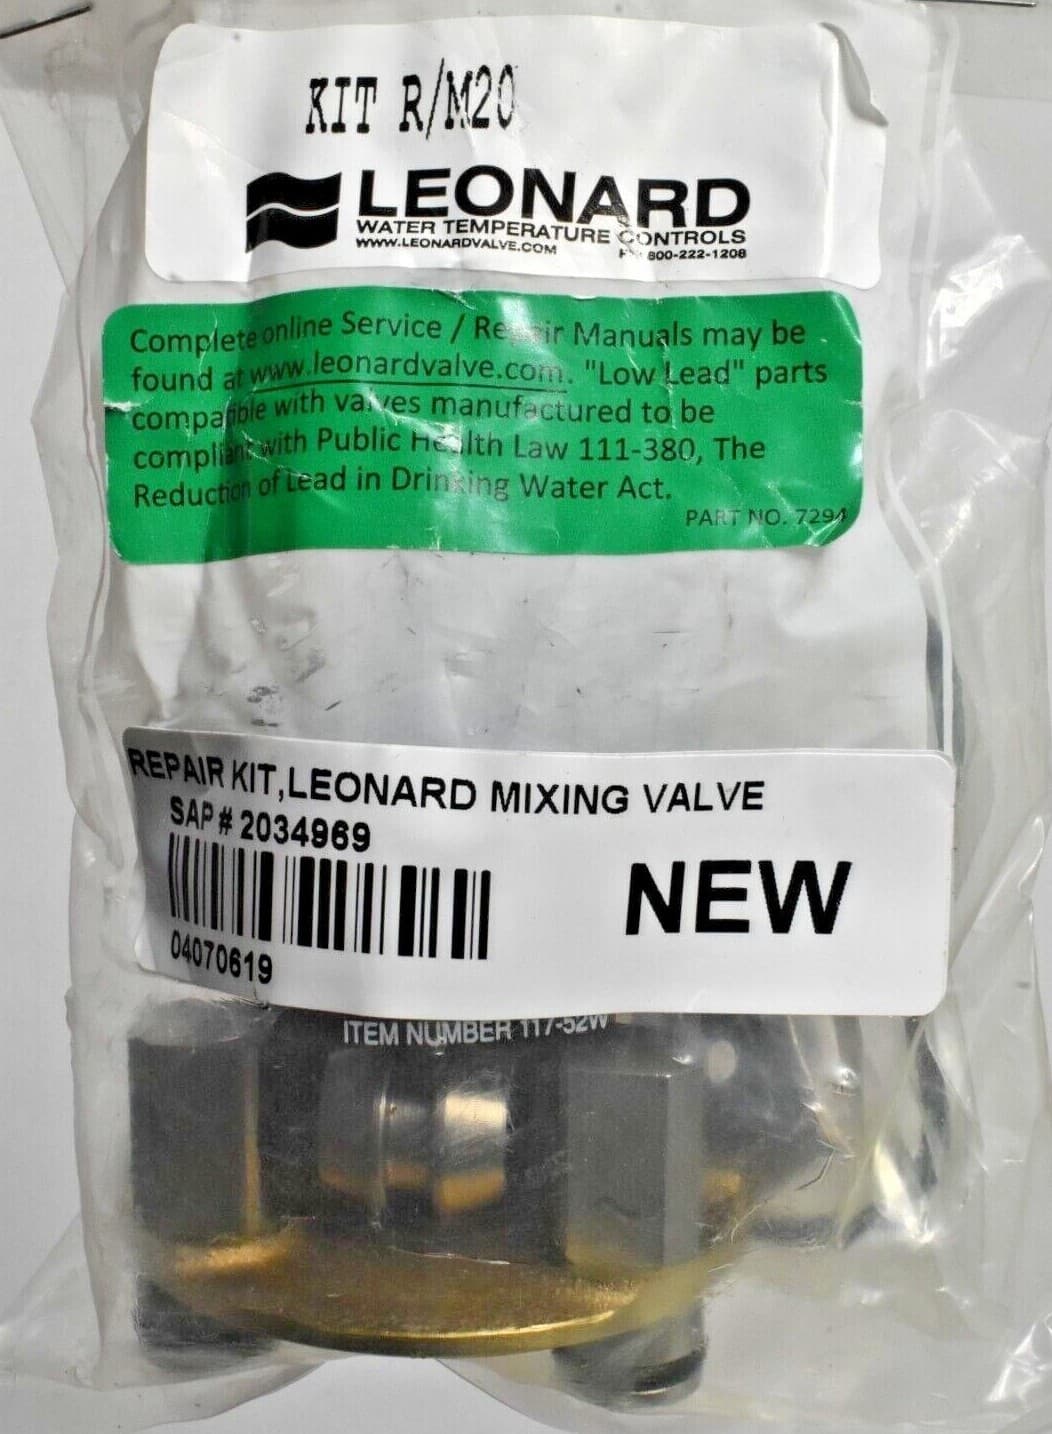 KIT R/M20
LEONARD
WATER TEMPERATURE CONTROLS
WWW.LEONARDVALVE.COM 800-222-1208
Complete online Service / Repair Manuals may be
found at www.leonardvalve.com. "Low Lead" parts
compatible with valves manufactured to be
compliant with Public Health Law 111-380, The
Reduction of Lead in Drinking Water Act.
PART NO. 7294
REPAIR KIT,LEONARD MIXING VALVE
SAP # 2034969
NEW
04070619
ITEM NUMBER 117-52W